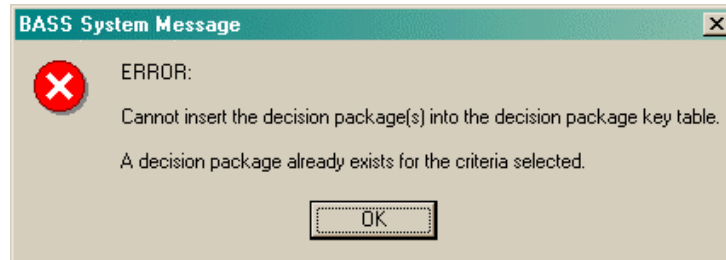 BASS System Message
ERROR:
Cannot insert the decision package(s) into the decision package key table.
A decision package already exists for the criteria selected.
OK